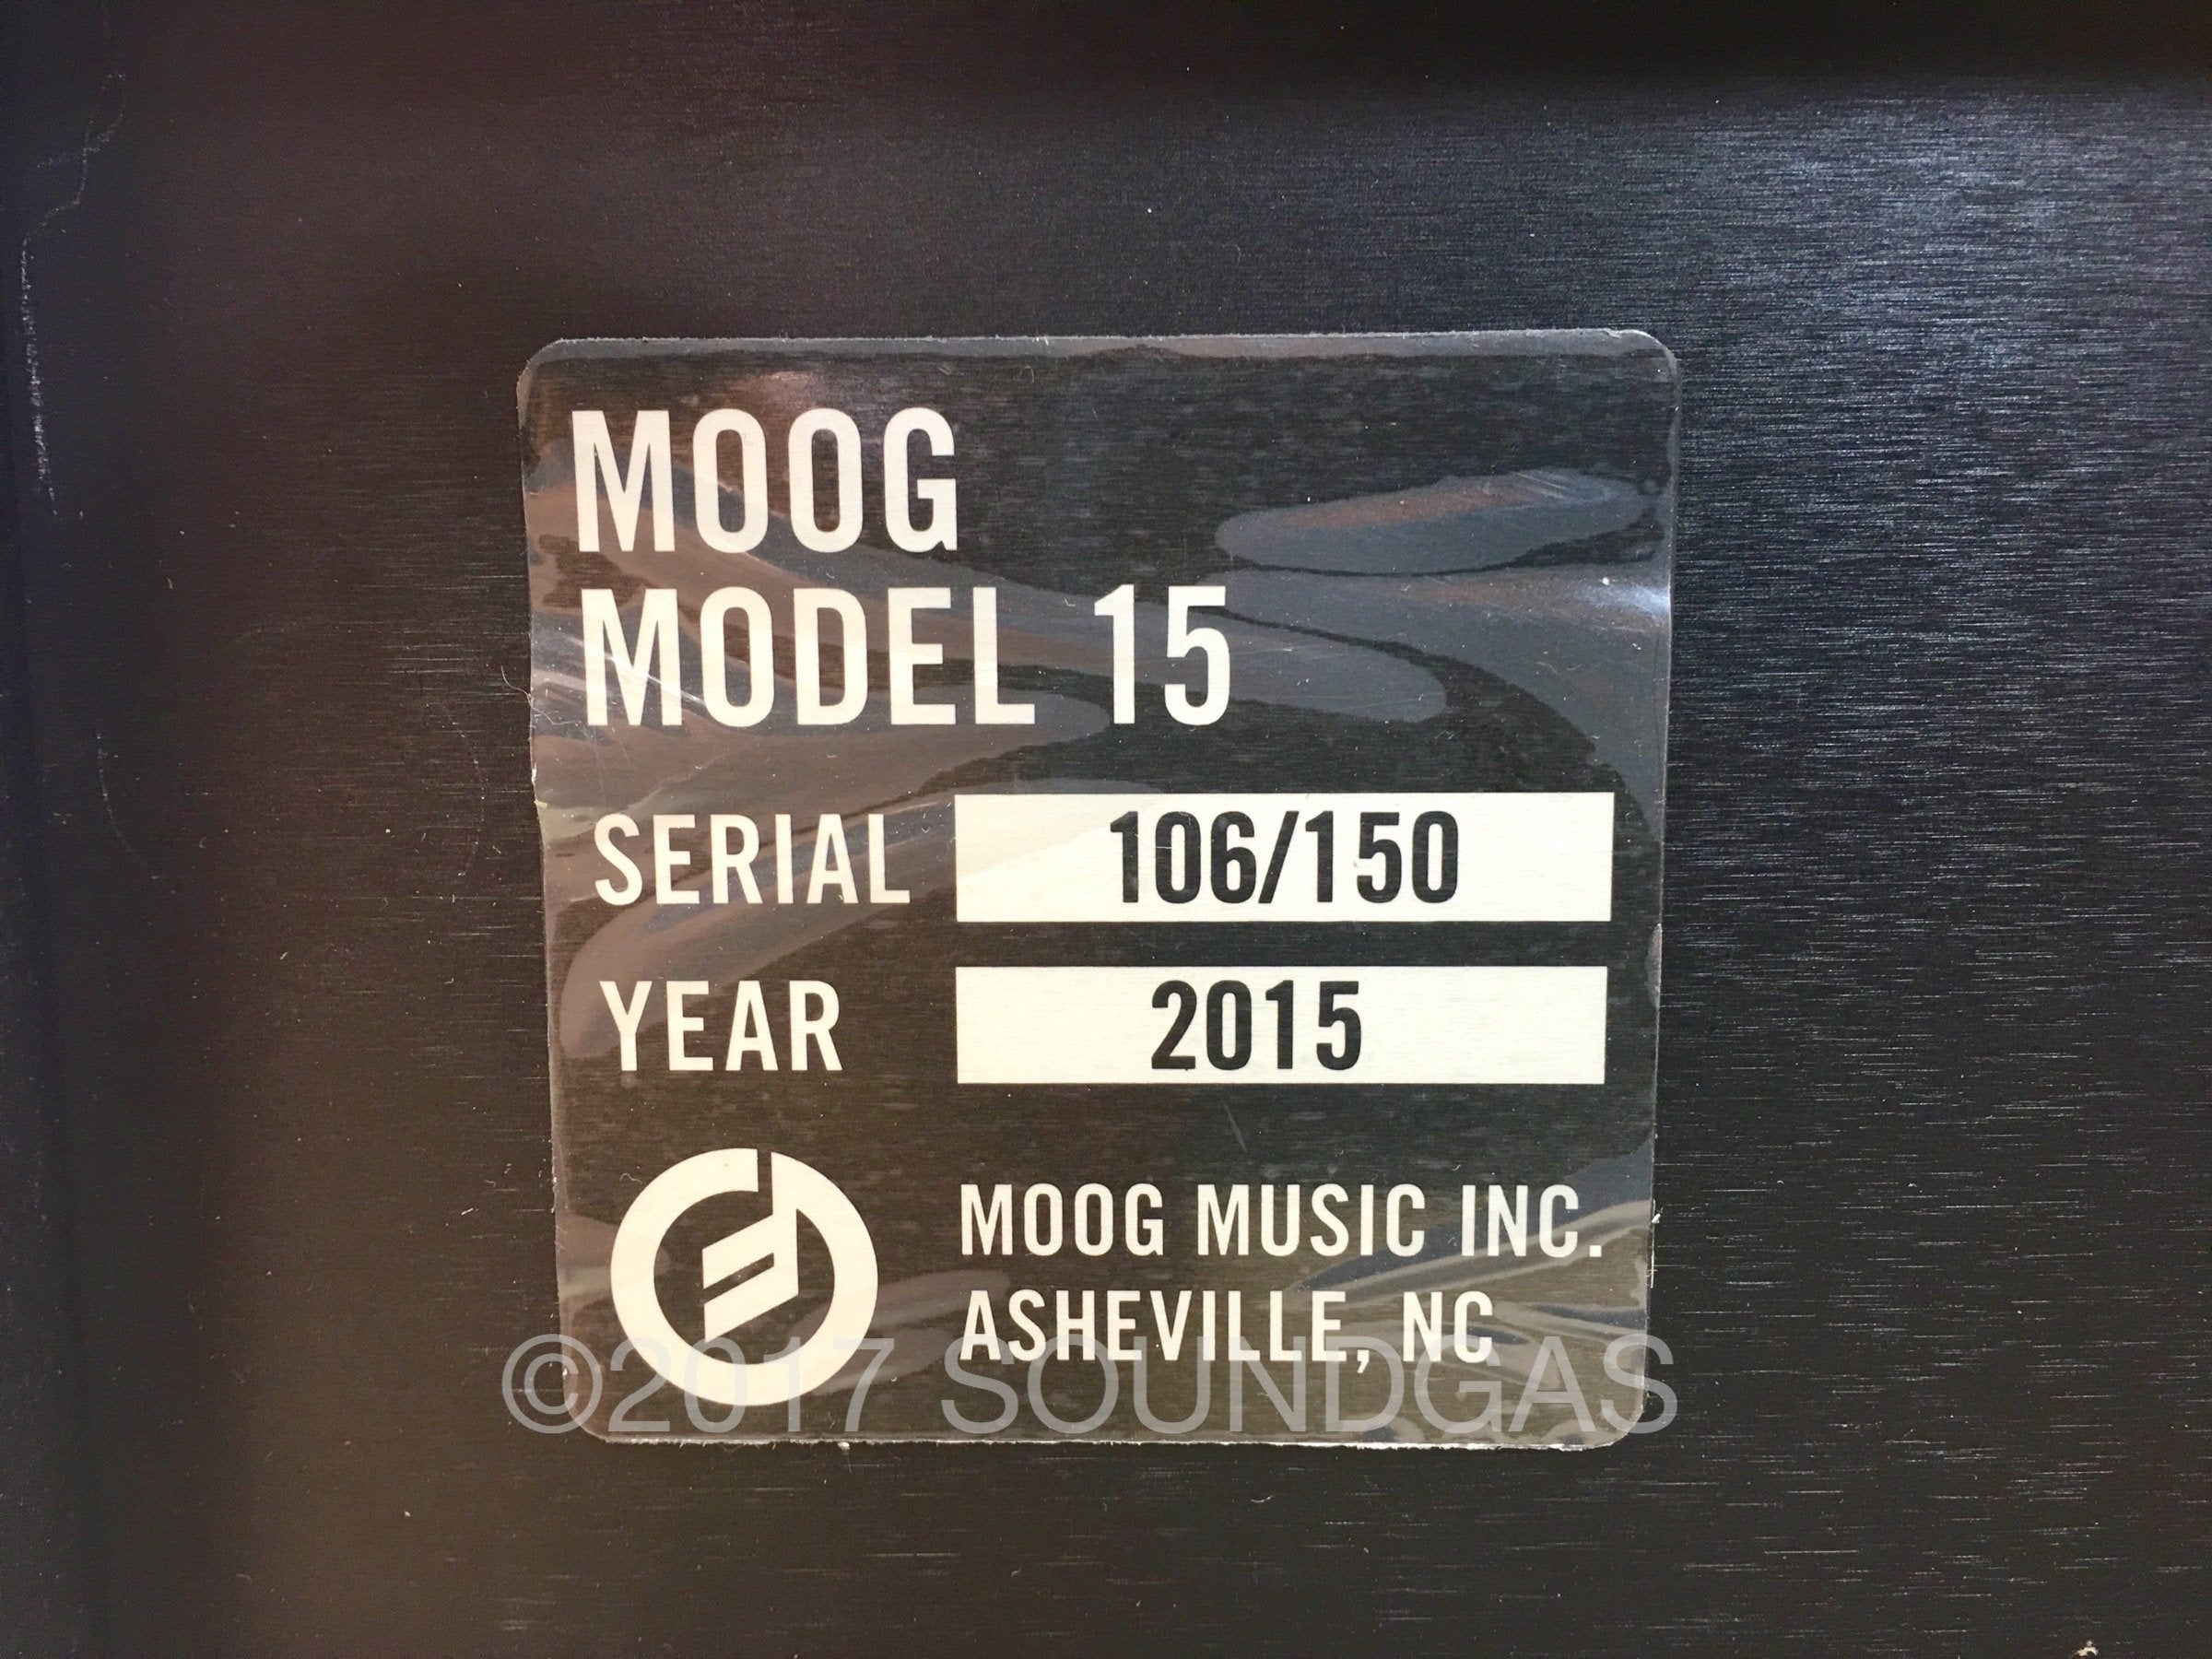 MOOG
MODEL 15
SERIAL 106/150
YEAR 2015
MOOG MUSIC INC.
ASHEVILLE, NC
©2017 SOUNDGAS